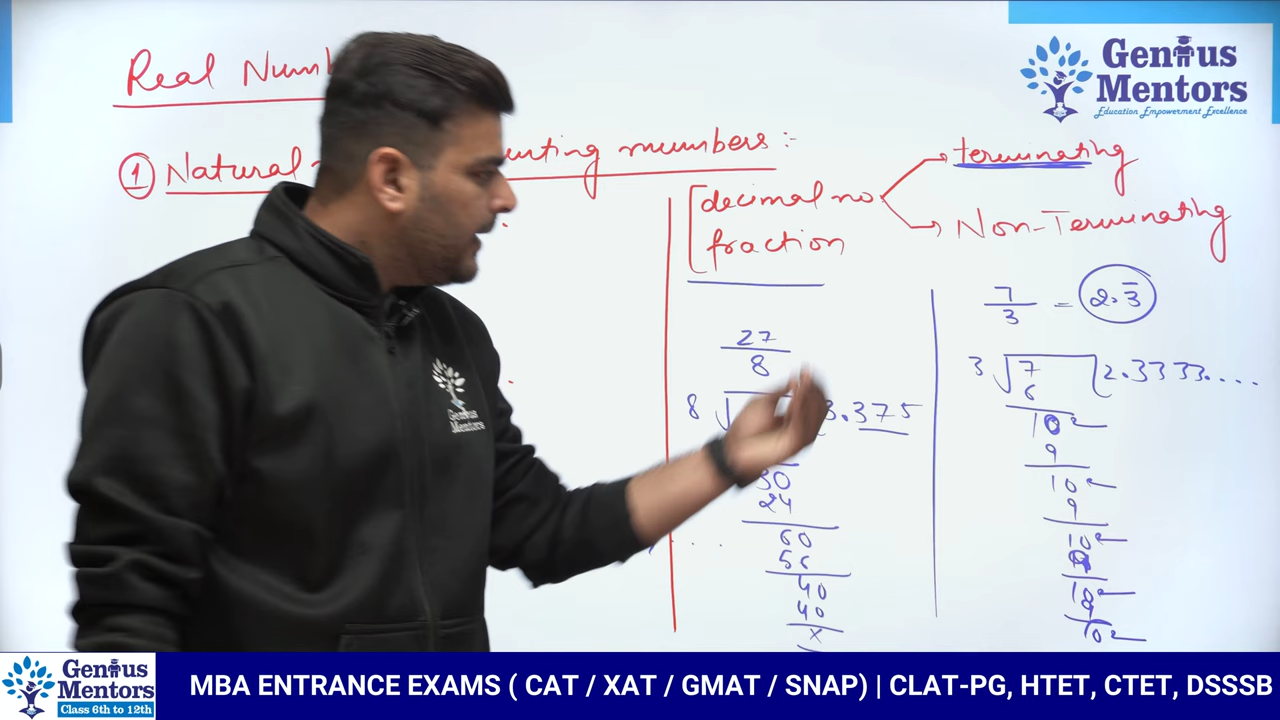 Real Numb
① Natural n unting numbers :-
decimal no
fraction
terminating
Non-Terminating
27
8
8 3.375
30
24
60
56
40
40
x
7/3 = 2.3̅
3 √7 2.3333....
6
10
9
10
9
10
9
10
9
10
Genius
Mentors
Education Empowerment Excellence
Genius
Mentors
Genius
Mentors
Class 6th to 12th
MBA ENTRANCE EXAMS ( CAT / XAT / GMAT / SNAP) | CLAT-PG, HTET, CTET, DSSSB